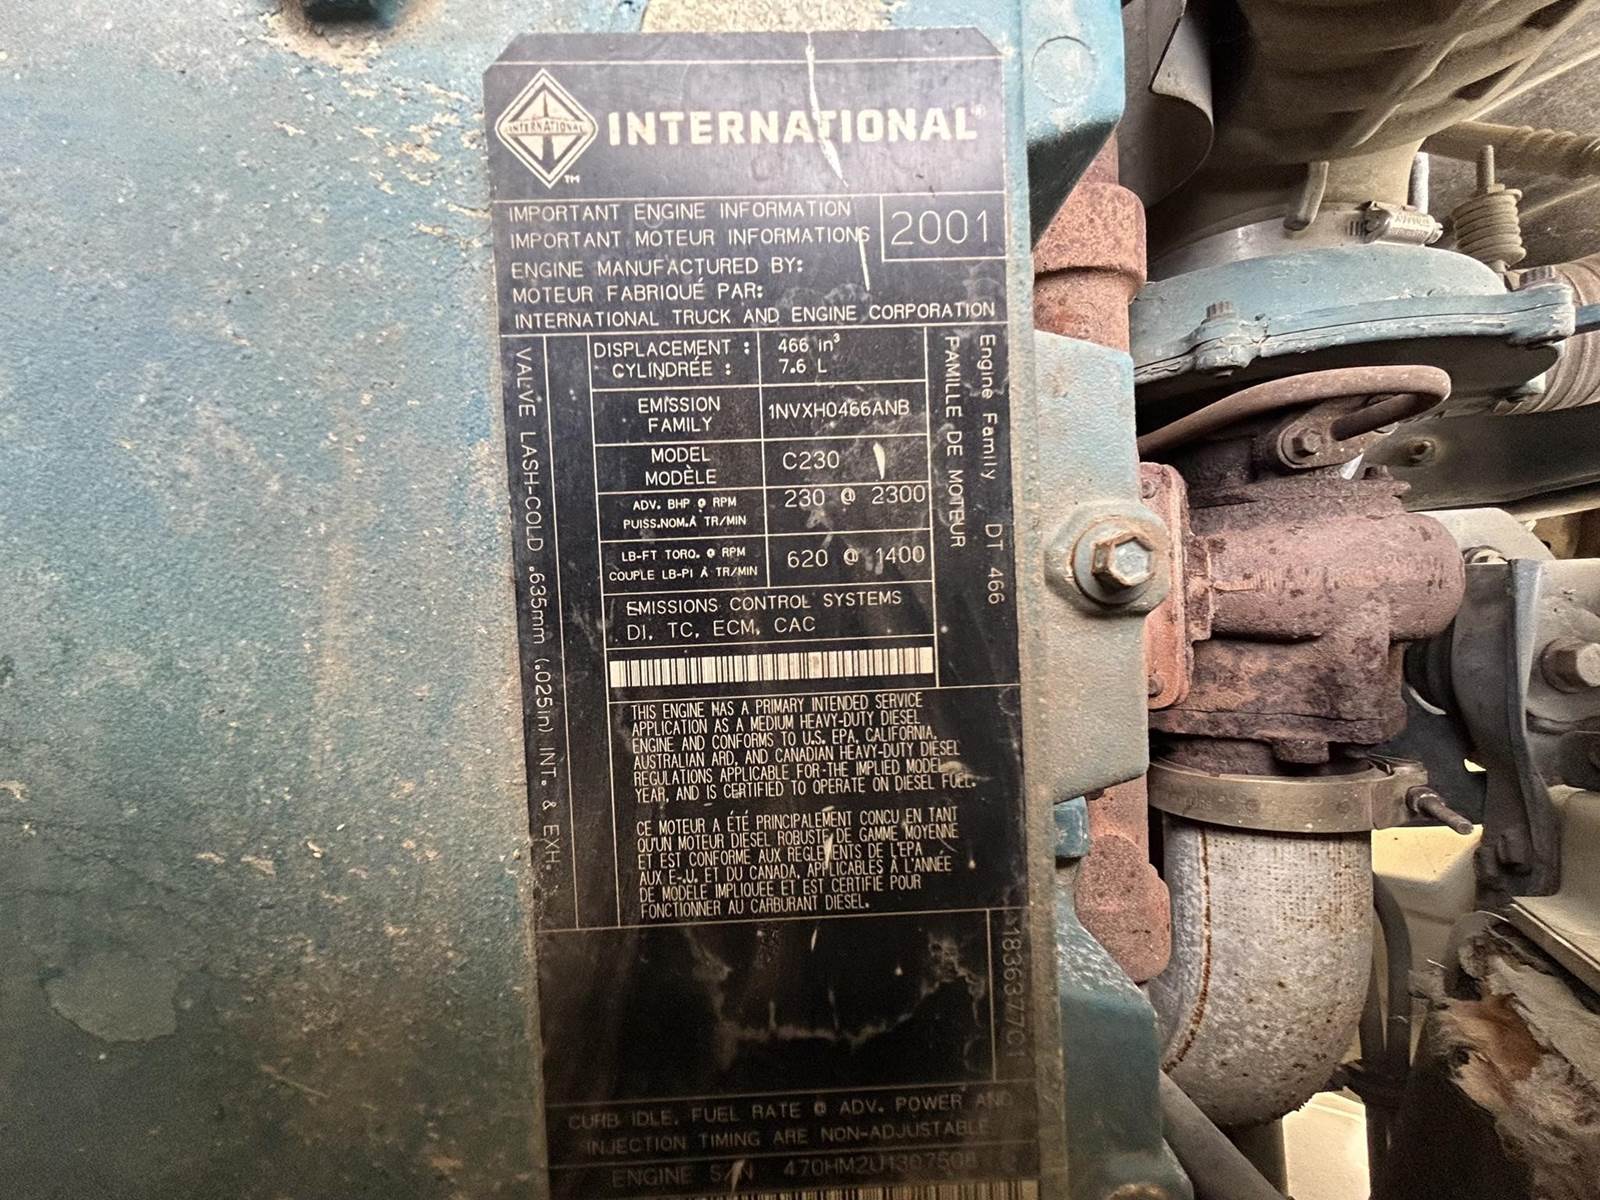 INTERNATIONAL
INTERNATIONAL®
™
IMPORTANT ENGINE INFORMATION
IMPORTANT MOTEUR INFORMATIONS
2001
ENGINE MANUFACTURED BY:
MOTEUR FABRIQUÉ PAR:
INTERNATIONAL TRUCK AND ENGINE CORPORATION
VALVE LASH-COLD .635mm (.025in) INT. & EXH.
DISPLACEMENT : 466 in³
CYLINDRÉE : 7.6 L
EMISSION
FAMILY
1NVXH0466ANB
MODEL
MODÈLE
C230
ADV. BHP @ RPM
PUISS.NOM.À TR/MIN
230 @ 2300
LB-FT TORQ. @ RPM
COUPLE LB-PI À TR/MIN
620 @ 1400
Engine Family DT 466
FAMILLE DE MOTEUR
EMISSIONS CONTROL SYSTEMS
DI, TC, ECM, CAC
THIS ENGINE HAS A PRIMARY INTENDED SERVICE
APPLICATION AS A MEDIUM HEAVY-DUTY DIESEL
ENGINE AND CONFORMS TO U.S. EPA, CALIFORNIA,
AUSTRALIAN ARD, AND CANADIAN HEAVY-DUTY DIESEL
REGULATIONS APPLICABLE FOR THE IMPLIED MODEL
YEAR, AND IS CERTIFIED TO OPERATE ON DIESEL FUEL.
CE MOTEUR A ÉTÉ PRINCIPALEMENT CONCU EN TANT
QU'UN MOTEUR DIESEL ROBUSTE DE GAMME MOYENNE
ET EST CONFORME AUX REGLEMENTS DE L'EPA
AUX E-.U. ET DU CANADA, APPLICABLES A L'ANNÉE
DE MODÈLE IMPLIQUEE ET EST CERTIFIE POUR
FONCTIONNER AU CARBURANT DIESEL.
1836377C1
CURB IDLE, FUEL RATE @ ADV. POWER AND
INJECTION TIMING ARE NON-ADJUSTABLE
ENGINE S/N